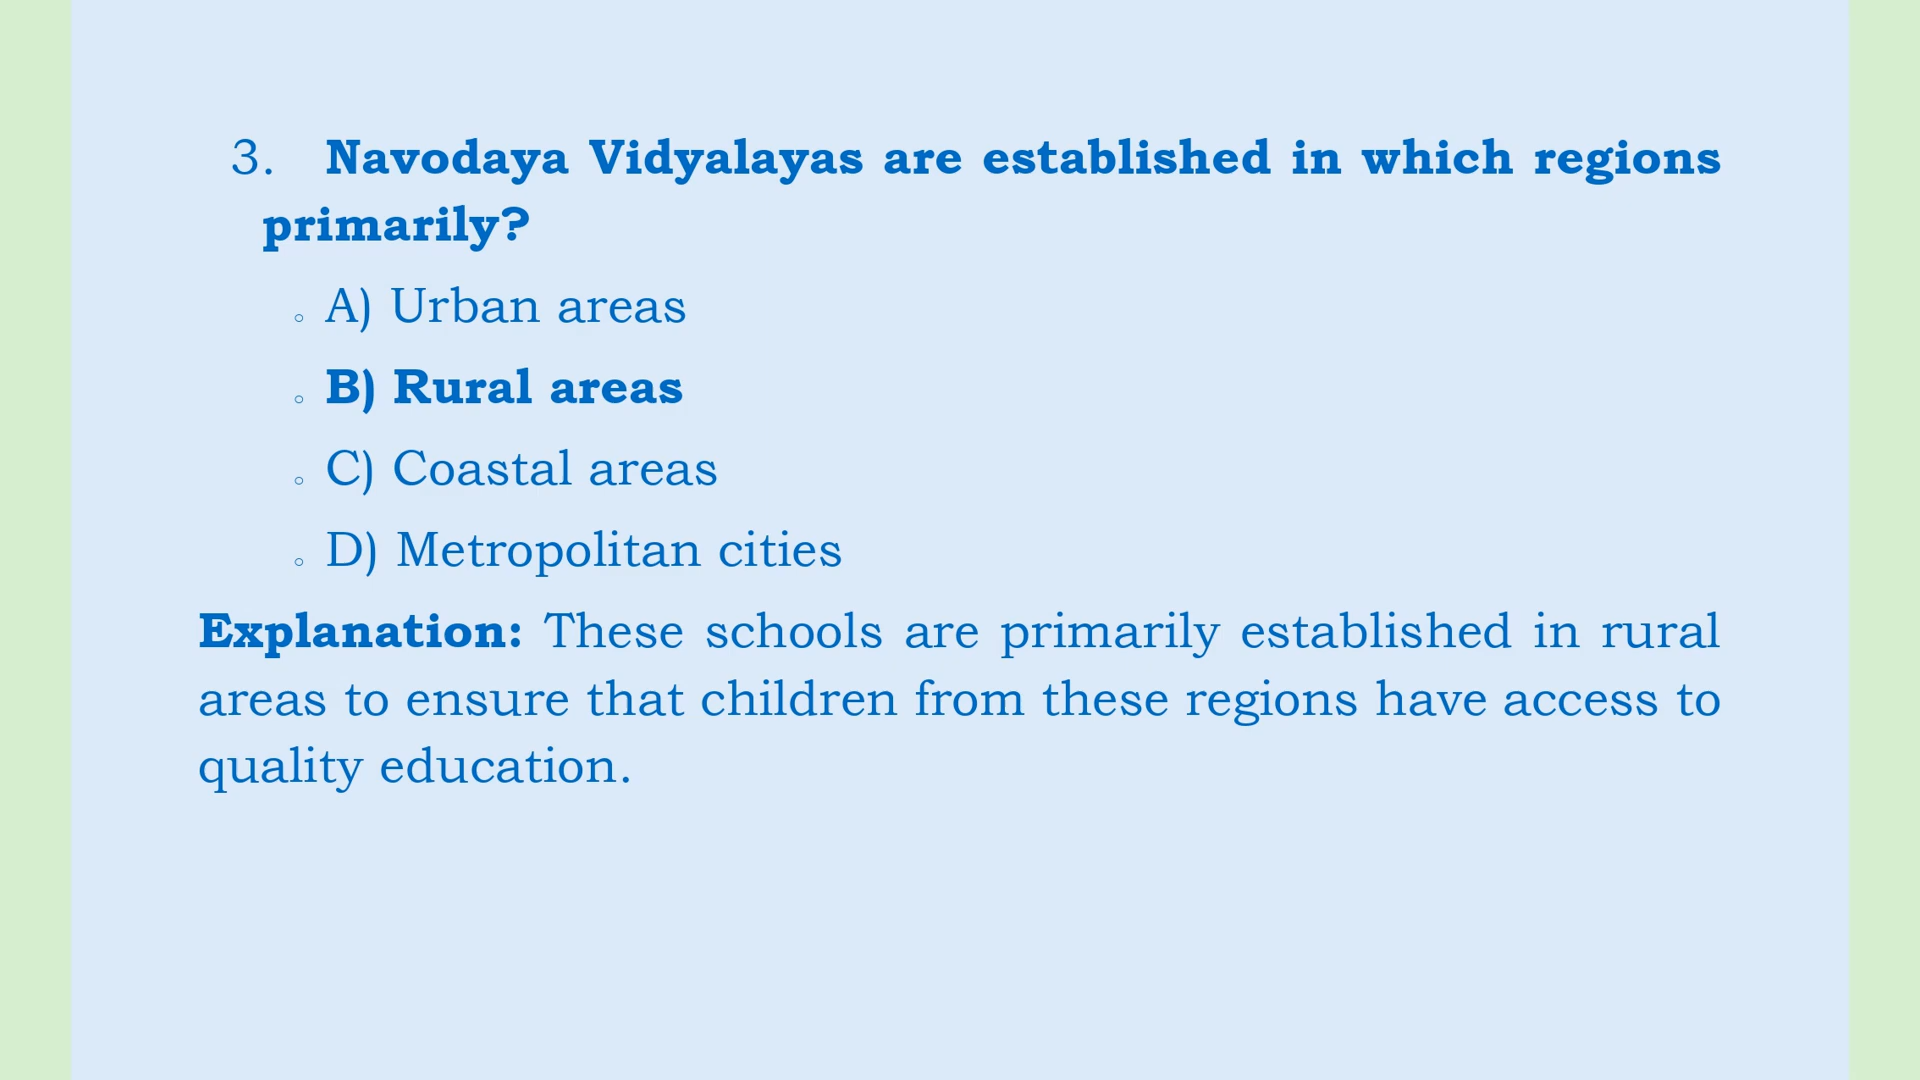 3. Navodaya Vidyalayas are established in which regions
primarily?
◦ A) Urban areas
◦ B) Rural areas
◦ C) Coastal areas
◦ D) Metropolitan cities
Explanation: These schools are primarily established in rural
areas to ensure that children from these regions have access to
quality education.